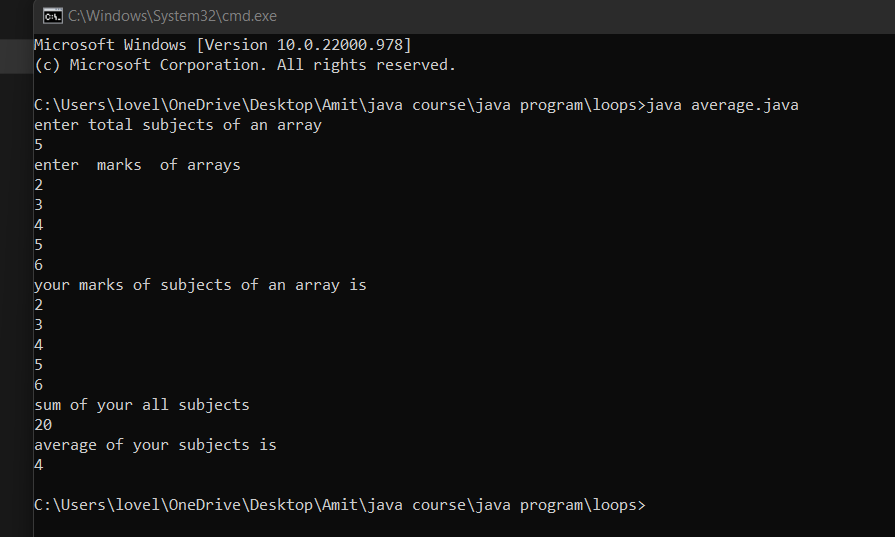 C:\Windows\System32\cmd.exe
Microsoft Windows [Version 10.0.22000.978]
(c) Microsoft Corporation. All rights reserved.
C:\Users\lovel\OneDrive\Desktop\Amit\java course\java program\loops>java average.java
enter total subjects of an array
5
enter  marks  of arrays
2
3
4
5
6
your marks of subjects of an array is
2
3
4
5
6
sum of your all subjects
20
average of your subjects is
4
C:\Users\lovel\OneDrive\Desktop\Amit\java course\java program\loops>